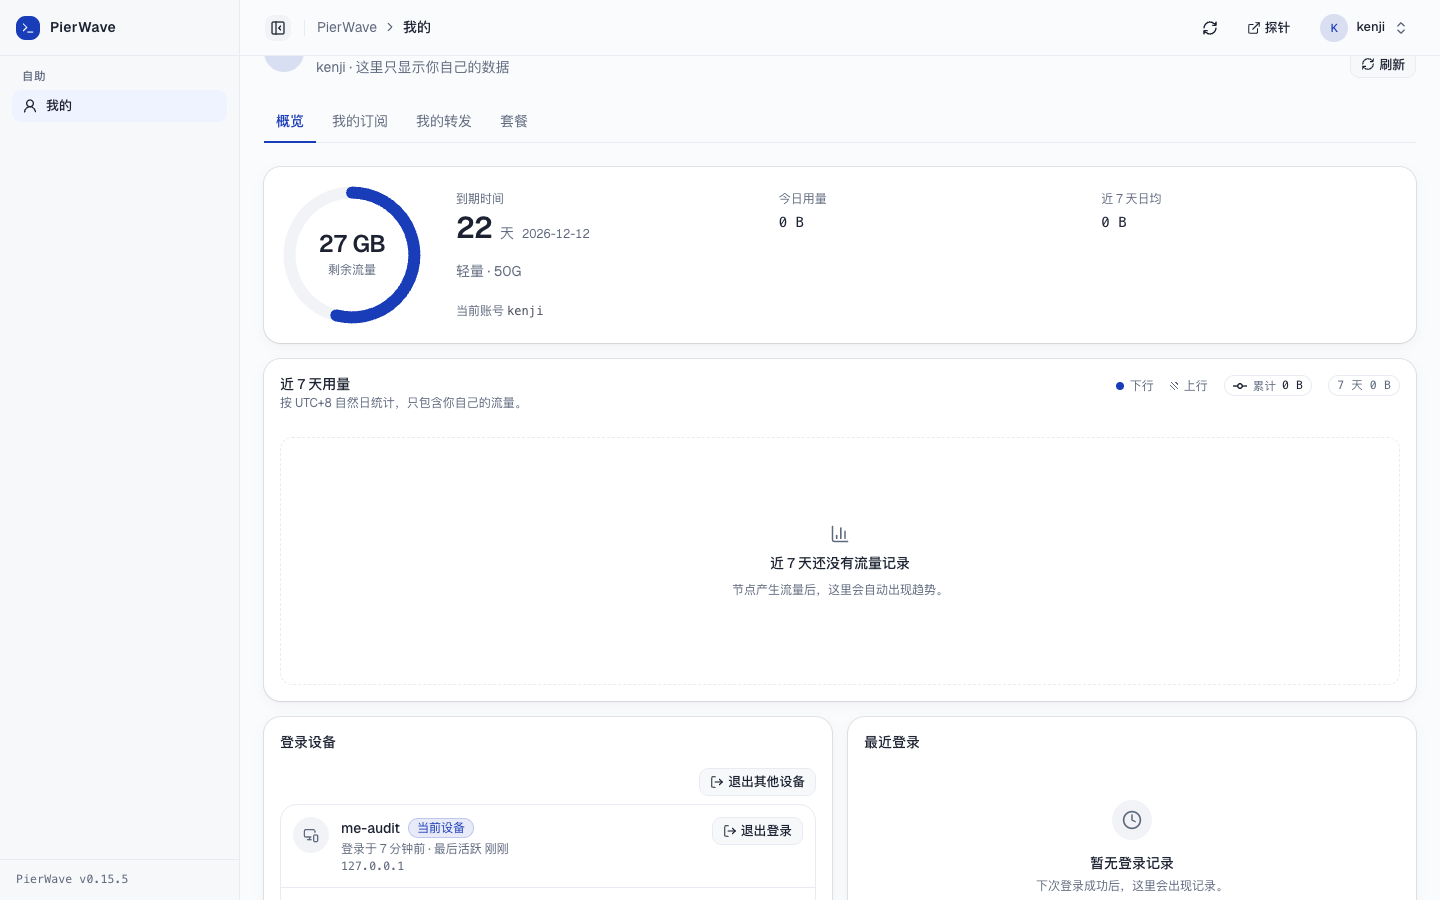 PierWave
PierWave > 我的
探针
K
kenji
自助
我的
kenji · 这里只显示你自己的数据
刷新
概览
我的订阅
我的转发
套餐
27 GB
剩余流量
到期时间
22 天 2026-12-12
轻量 · 50G
当前账号 kenji
今日用量
0 B
近 7 天日均
0 B
近 7 天用量
按 UTC+8 自然日统计，只包含你自己的流量。
下行
上行
累计 0 B
7 天 0 B
近 7 天还没有流量记录
节点产生流量后，这里会自动出现趋势。
登录设备
退出其他设备
me-audit 当前设备
登录于 7 分钟前 · 最后活跃 刚刚
127.0.0.1
退出登录
最近登录
暂无登录记录
下次登录成功后，这里会出现记录。
PierWave v0.15.5